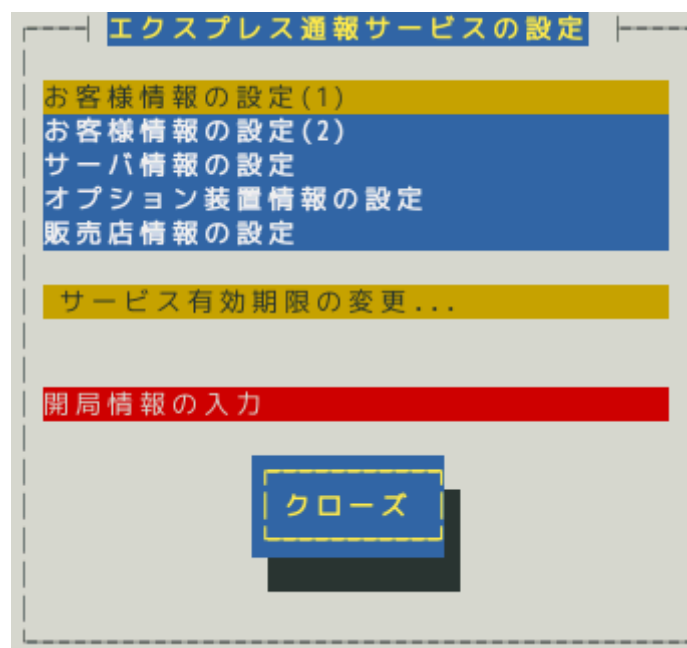 エクスプレス通報サービスの設定
お客様情報の設定(1)
お客様情報の設定(2)
サーバ情報の設定
オプション装置情報の設定
販売店情報の設定
サービス有効期限の変更...
開局情報の入力
クローズ